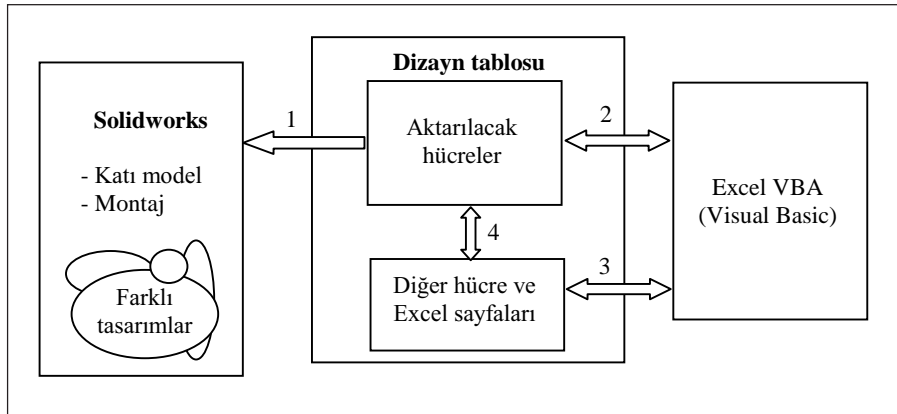 Solidworks
- Katı model
- Montaj
Farklı
tasarımlar
1
Dizayn tablosu
Aktarılacak
hücreler
4
Diğer hücre ve
Excel sayfaları
2
3
Excel VBA
(Visual Basic)